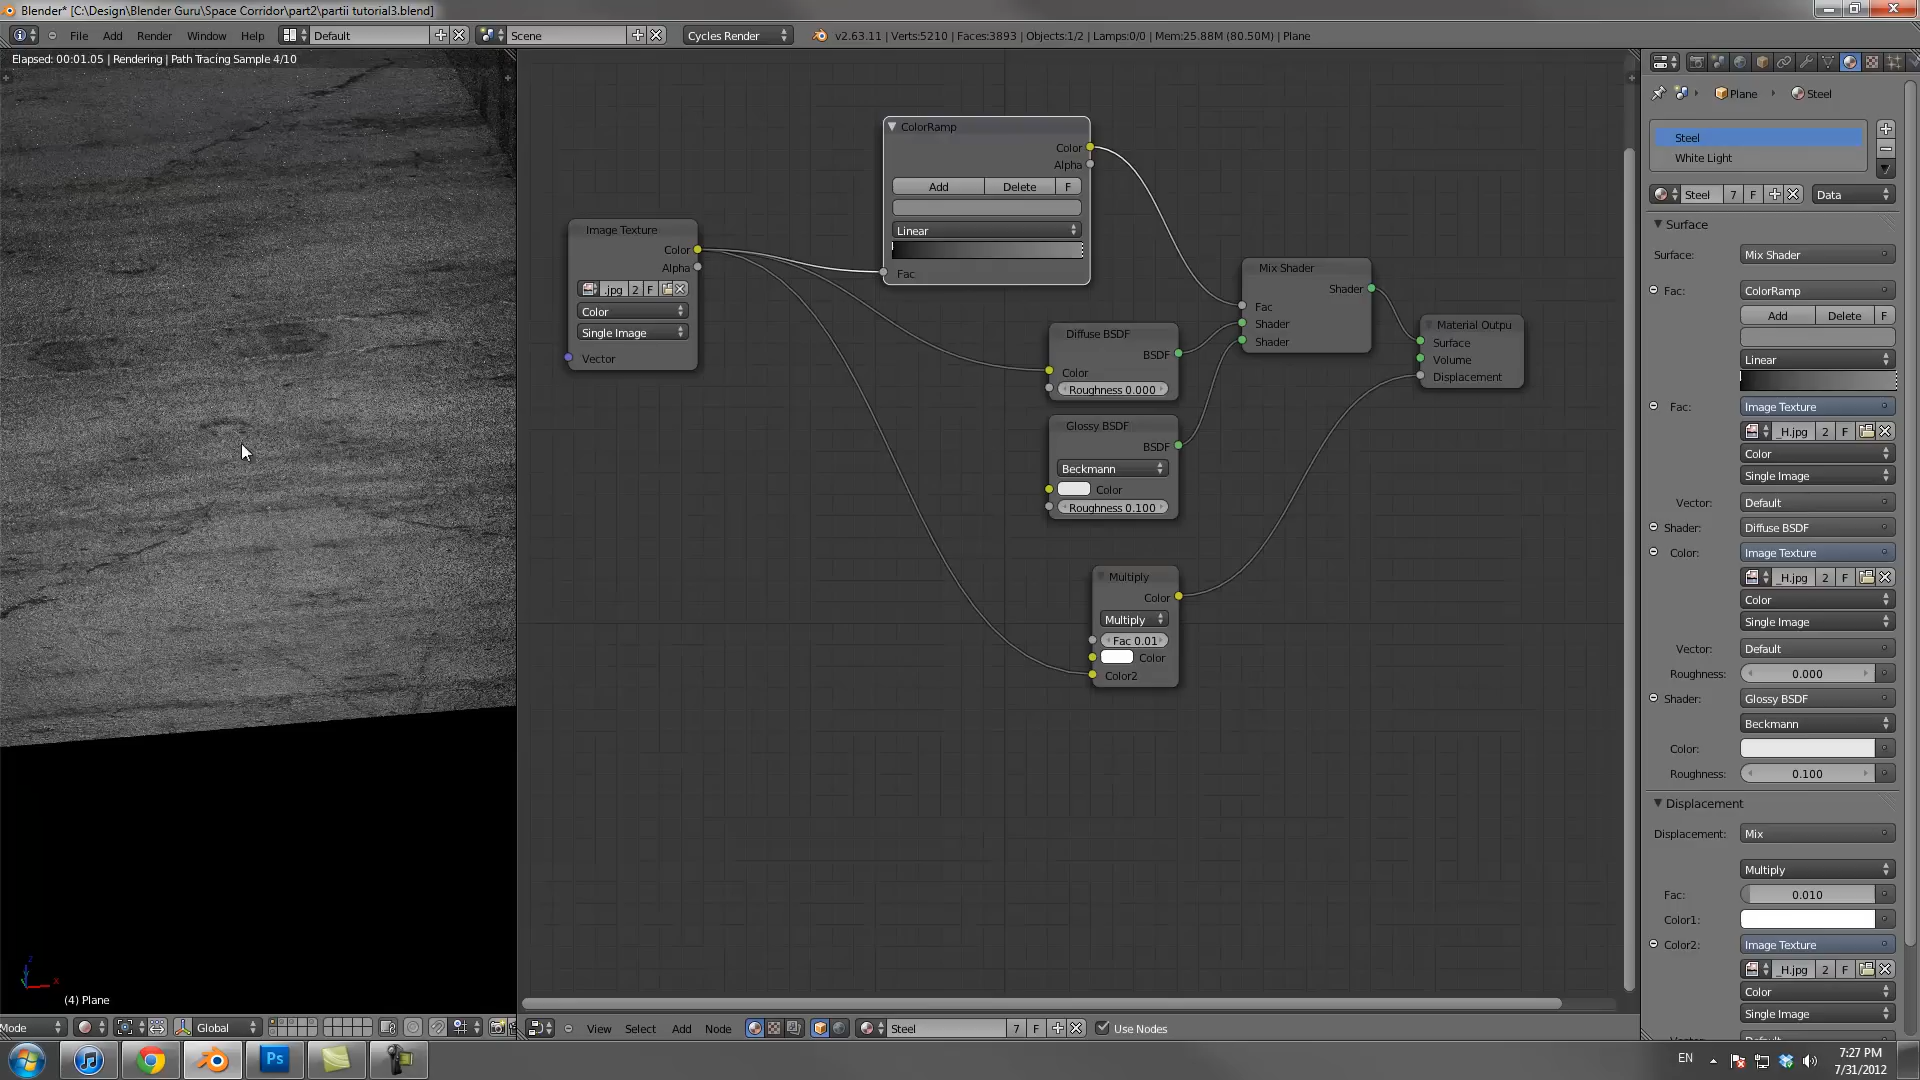 Blender* [C:\Design\Blender Guru\Space Corridor\part2\partii tutorial3.blend]
File Add Render Window Help Default Scene Cycles Render v2.63.11 | Verts:5210 | Faces:3893 | Objects:1/2 | Lamps:0/0 | Mem:25.88M (80.50M) | Plane
Elapsed: 00:01.05 | Rendering | Path Tracing Sample 4/10
(4) Plane
Mode Global
Image Texture
Color
Alpha
.jpg 2 F
Color
Single Image
Vector
ColorRamp
Color
Alpha
Add Delete F
Linear
Fac
Diffuse BSDF
BSDF
Color
Roughness 0.000
Glossy BSDF
BSDF
Beckmann
Color
Roughness 0.100
Multiply
Color
Multiply
Fac 0.01
Color
Color2
Mix Shader
Shader
Fac
Shader
Shader
Material Outpu
Surface
Volume
Displacement
View Select Add Node Steel 7 F Use Nodes
Plane Steel
Steel
White Light
Steel 7 F Data
Surface
Surface: Mix Shader
Fac: ColorRamp
Add Delete F
Linear
Fac: Image Texture
_H.jpg 2 F
Color
Single Image
Vector: Default
Shader: Diffuse BSDF
Color: Image Texture
_H.jpg 2 F
Color
Single Image
Vector: Default
Roughness: 0.000
Shader: Glossy BSDF
Beckmann
Color:
Roughness: 0.100
Displacement
Displacement: Mix
Multiply
Fac: 0.010
Color1:
Color2: Image Texture
_H.jpg 2 F
Color
Single Image
Ps
EN
7:27 PM
7/31/2012